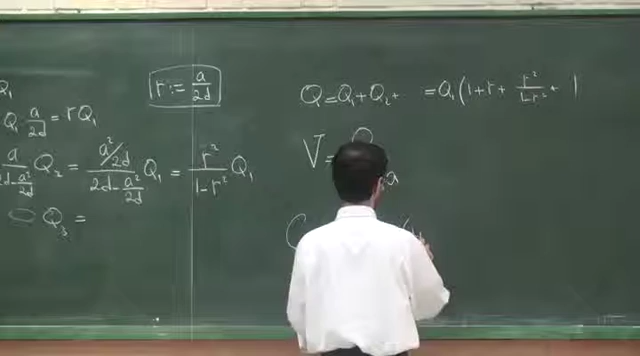 Q₁
r := a/2d
Q₁ a/2d = rQ₁
Q = Q₁ + Q₂ + = Q₁(1 + r + r²/1-r² +
a/2d - a²/2d Q₂ = a²/2d / 2d - a²/2d Q₁ = r²/1-r² Q₁
V = Q a
Q₃ =
C